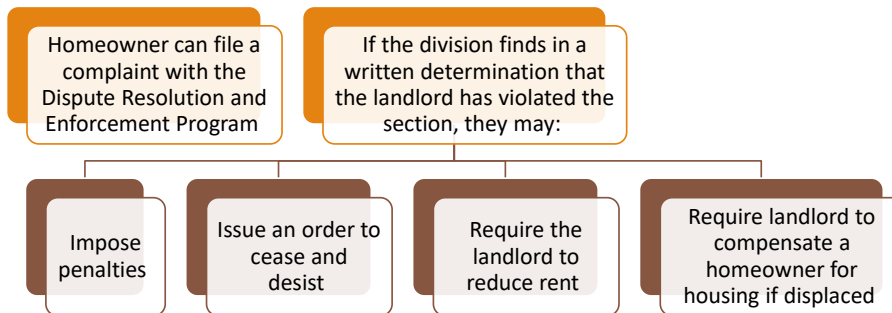 Homeowner can file a
complaint with the
Dispute Resolution and
Enforcement Program
If the division finds in a
written determination that
the landlord has violated the
section, they may:
Impose
penalties
Issue an order to
cease and
desist
Require the
landlord to
reduce rent
Require landlord to
compensate a
homeowner for
housing if displaced